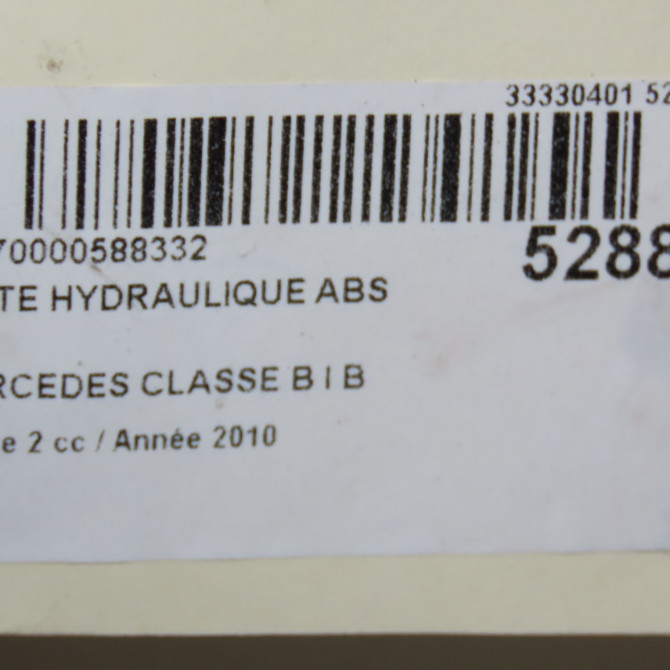 33330401 52
70000588332
5288
TE HYDRAULIQUE ABS
RCEDES CLASSE B I B
e 2 cc / Année 2010